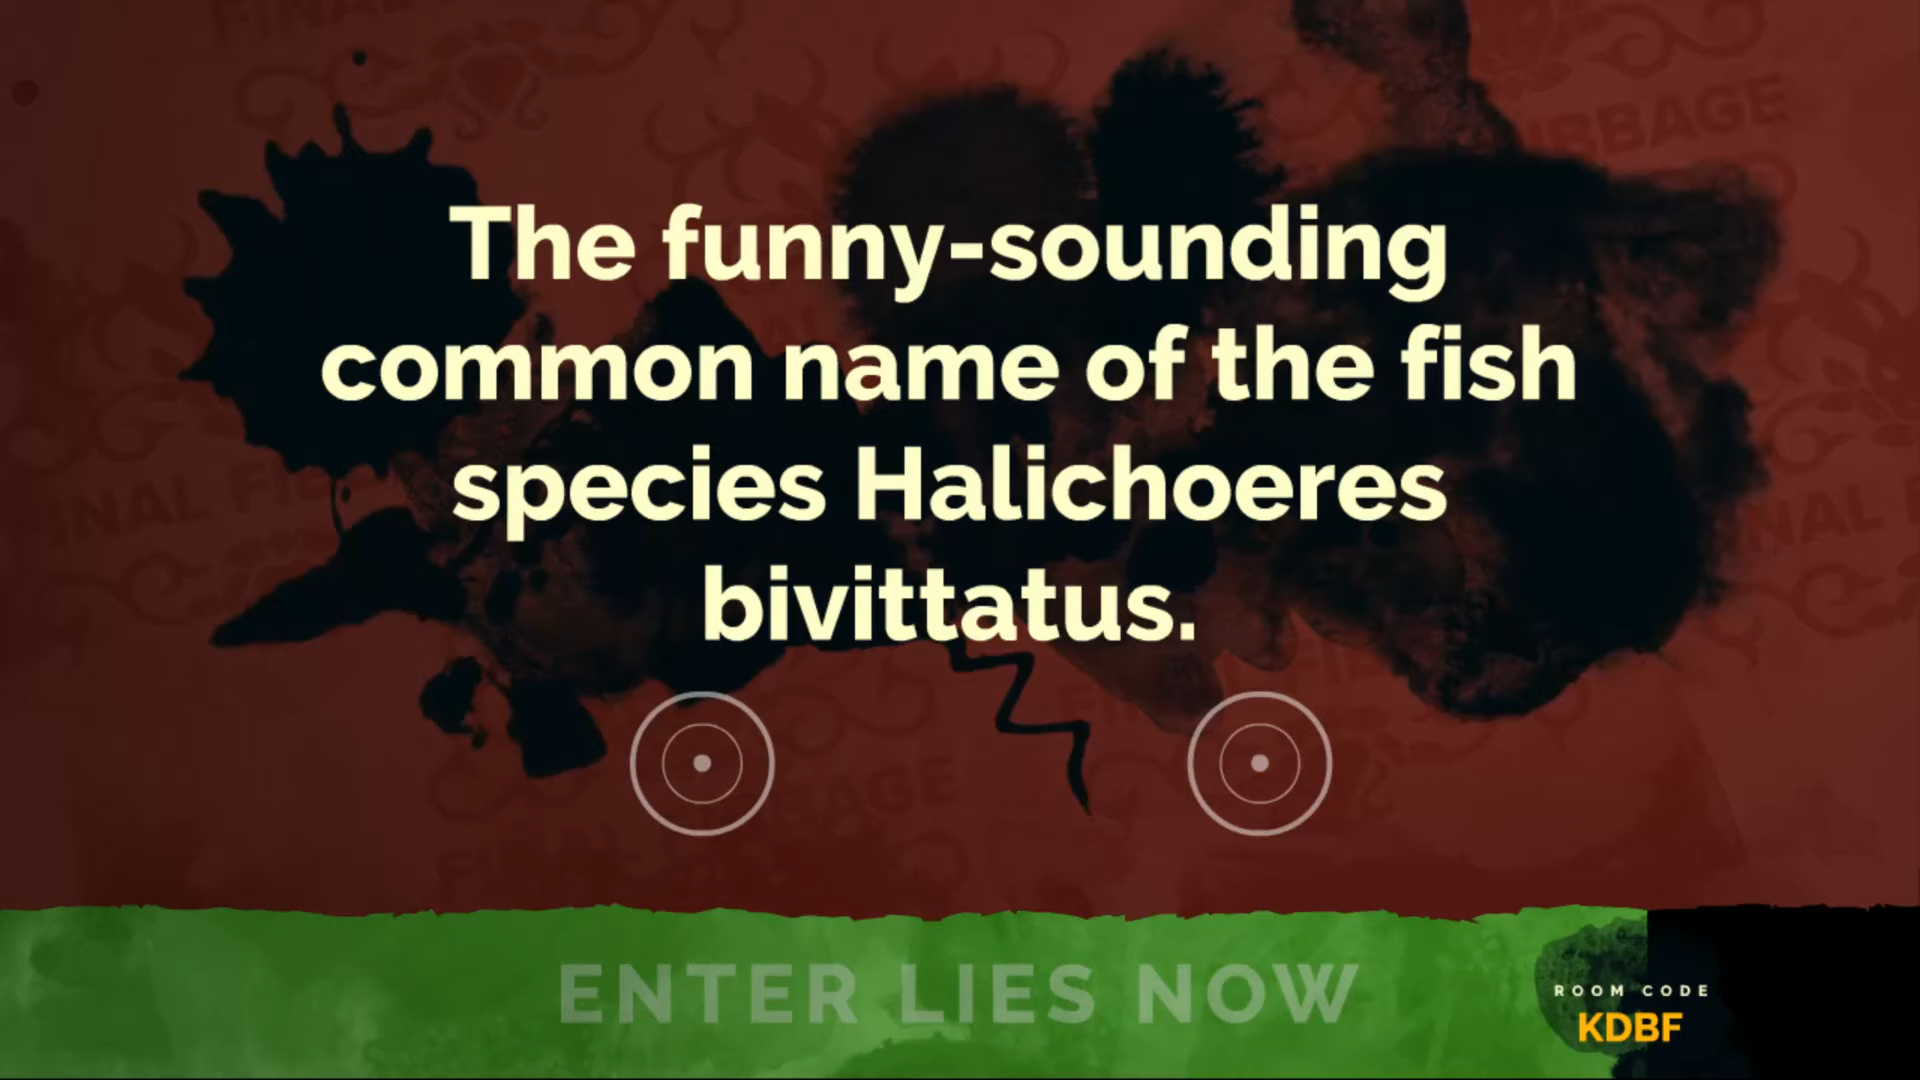 The funny-sounding
common name of the fish
species Halichoeres
bivittatus.
ENTER LIES NOW
ROOM CODE
KDBF